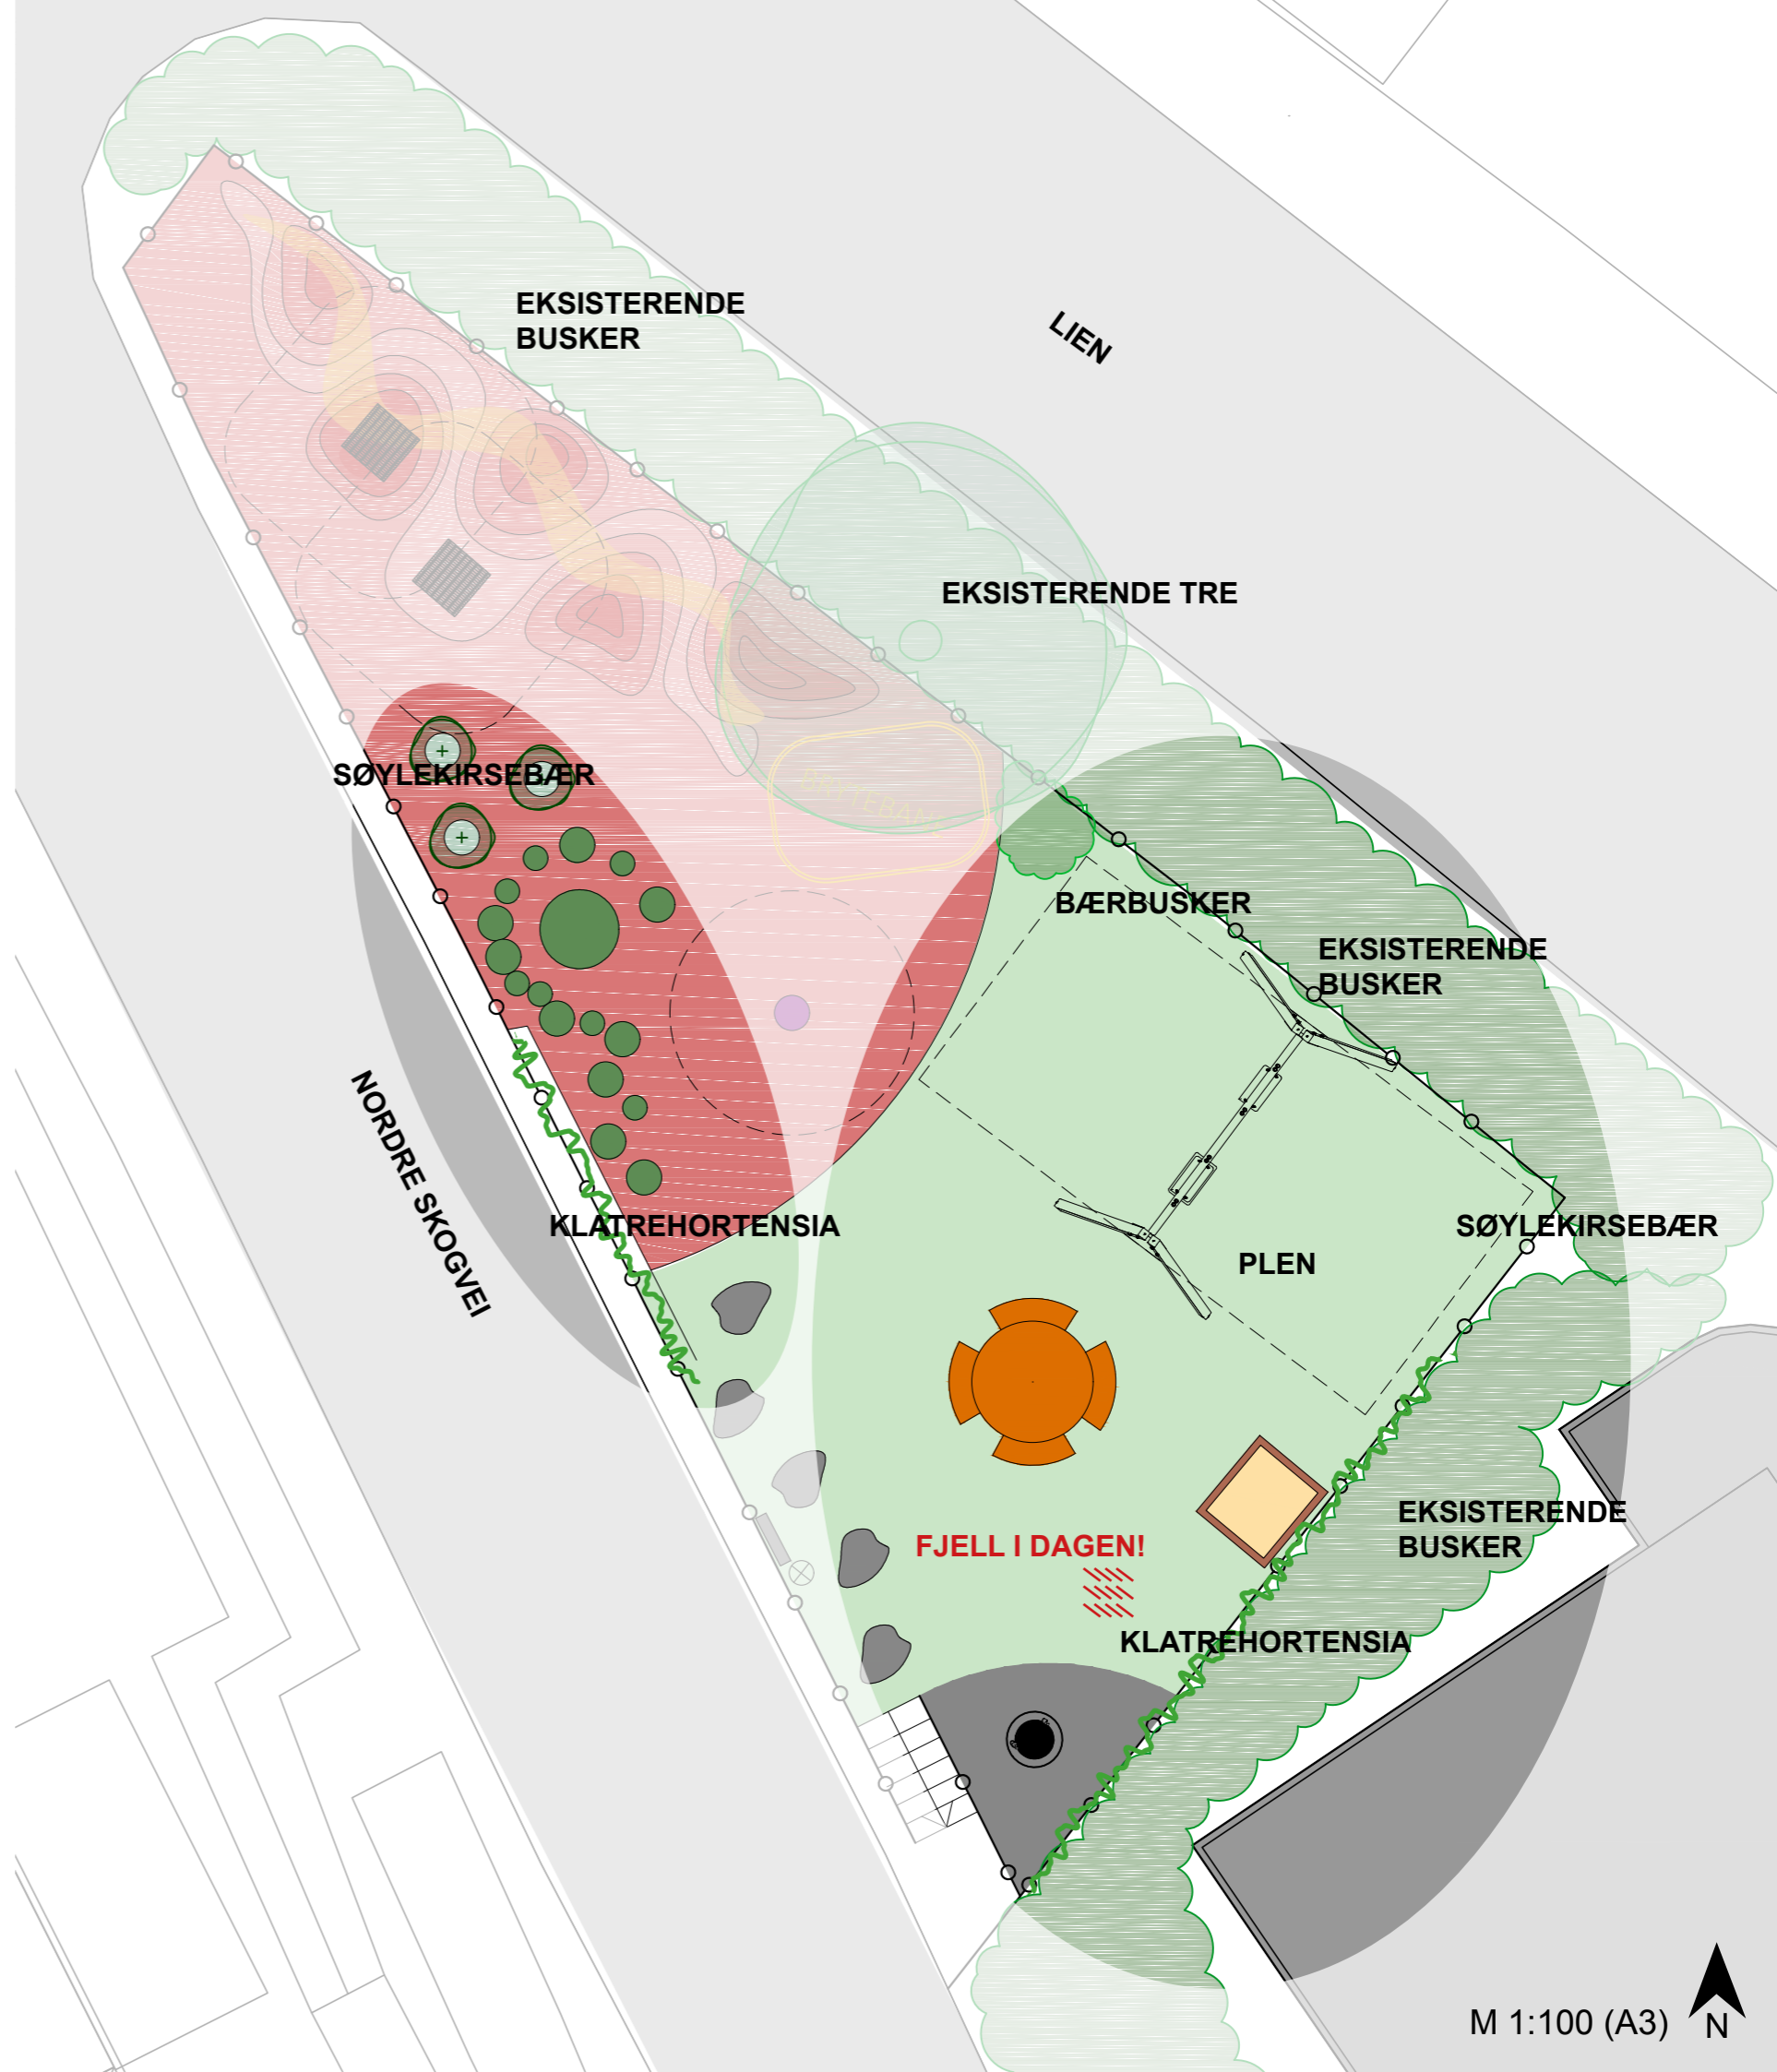 EKSISTERENDE
BUSKER
LIEN
EKSISTERENDE TRE
SØYLEKIRSEBÆR
BRYTEBANE
BÆRBUSKER
EKSISTERENDE
BUSKER
NORDRE SKOGVEI
KLATREHORTENSIA
SØYLEKIRSEBÆR
PLEN
EKSISTERENDE
BUSKER
FJELL I DAGEN!
KLATREHORTENSIA
M 1:100 (A3)
N